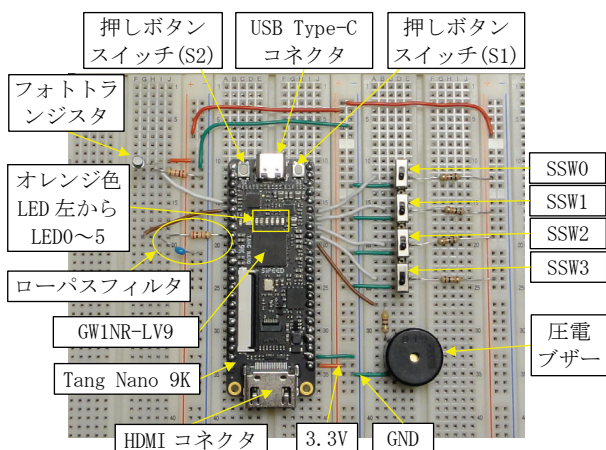 押しボタン
スイッチ(S2)
USB Type-C
コネクタ
押しボタン
スイッチ(S1)
フォトトラ
ンジスタ
オレンジ色
LED 左から
LED0～5
ローパスフィルタ
GW1NR-LV9
Tang Nano 9K
HDMI コネクタ
3.3V
GND
SSW0
SSW1
SSW2
SSW3
圧電
ブザー
SiPEED